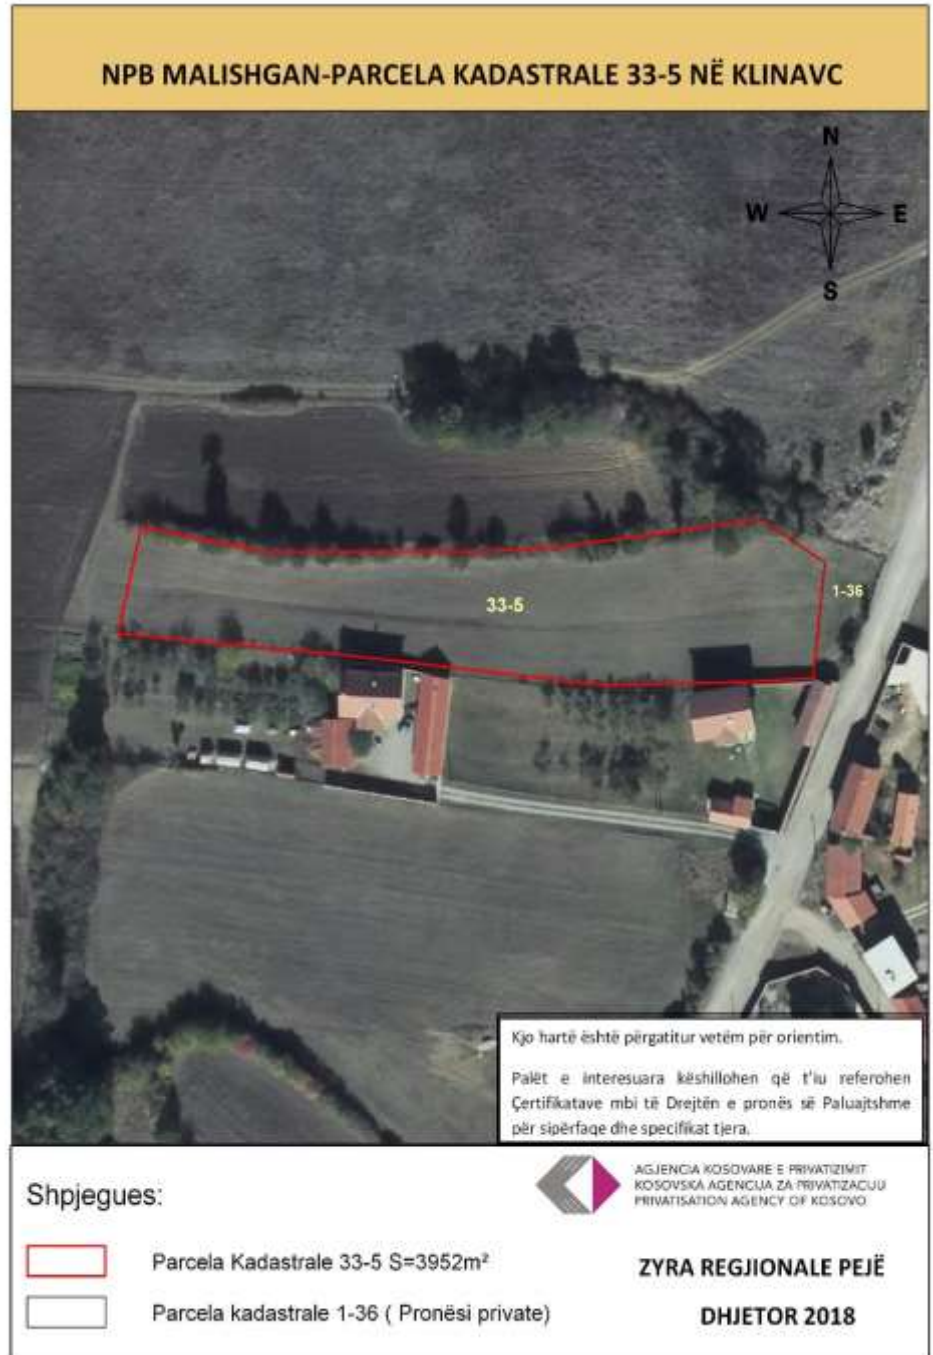 NPB MALISHGAN-PARCELA KADASTRALE 33-5 NË KLINAVC
N
W E
S
33-5
1-36
Kjo hartë është përgatitur vetëm për orientim.
Palët e interesuara këshillohen që t'iu referohen
Çertifikatave mbi të Drejtën e pronës së Paluajtshme
për sipërfaqe dhe specifikat tjera.
Shpjegues:
AGJENCIA KOSOVARE E PRIVATIZIMIT
KOSOVSKA AGENCIJA ZA PRIVATIZACIJU
PRIVATISATION AGENCY OF KOSOVO
Parcela Kadastrale 33-5 S=3952m²
Parcela kadastrale 1-36 ( Pronësi private)
ZYRA REGJIONALE PEJË
DHJETOR 2018